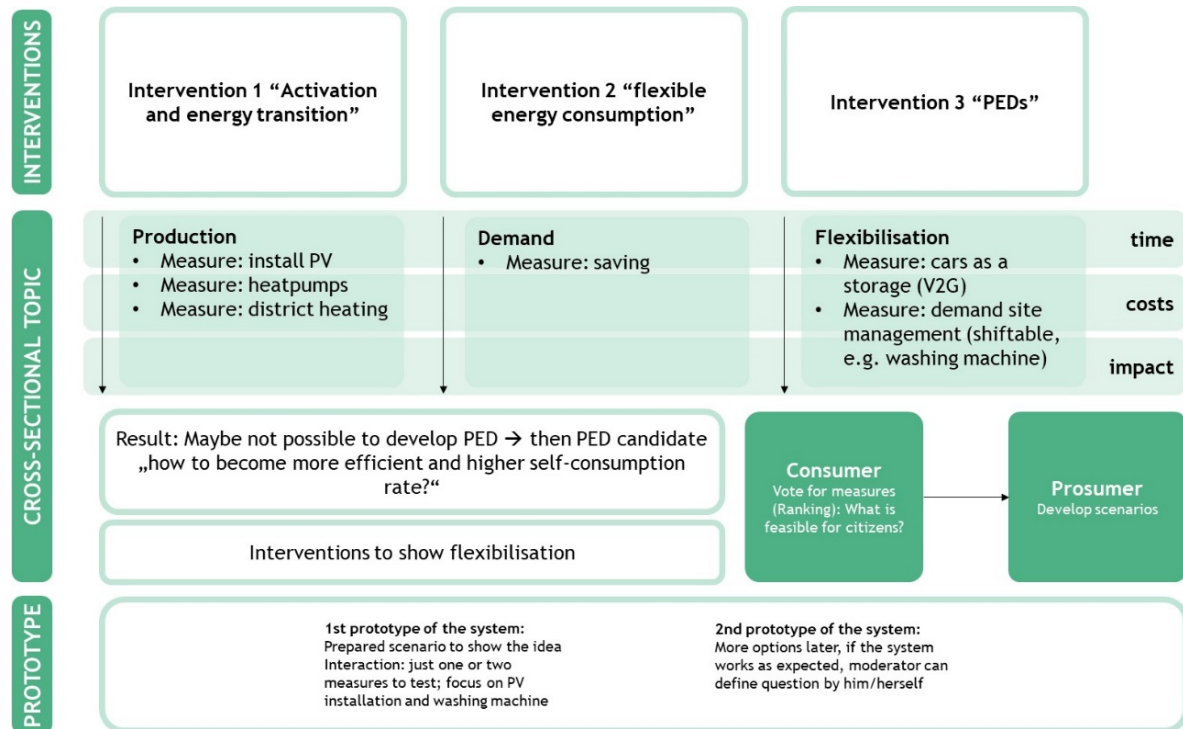 INTERVENTIONS
Intervention 1 “Activation
and energy transition”
Intervention 2 “flexible
energy consumption”
Intervention 3 “PEDs”
CROSS-SECTIONAL TOPIC
Production
• Measure: install PV
• Measure: heatpumps
• Measure: district heating
Demand
• Measure: saving
Flexibilisation
• Measure: cars as a
storage (V2G)
• Measure: demand site
management (shiftable,
e.g. washing machine)
time
costs
impact
Result: Maybe not possible to develop PED → then PED candidate
„how to become more efficient and higher self-consumption
rate?“
Interventions to show flexibilisation
Consumer
Vote for measures
(Ranking): What is
feasible for citizens?
Prosumer
Develop scenarios
PROTOTYPE
1st prototype of the system:
Prepared scenario to show the idea
Interaction: just one or two
measures to test; focus on PV
installation and washing machine
2nd prototype of the system:
More options later, if the system
works as expected, moderator can
define question by him/herself